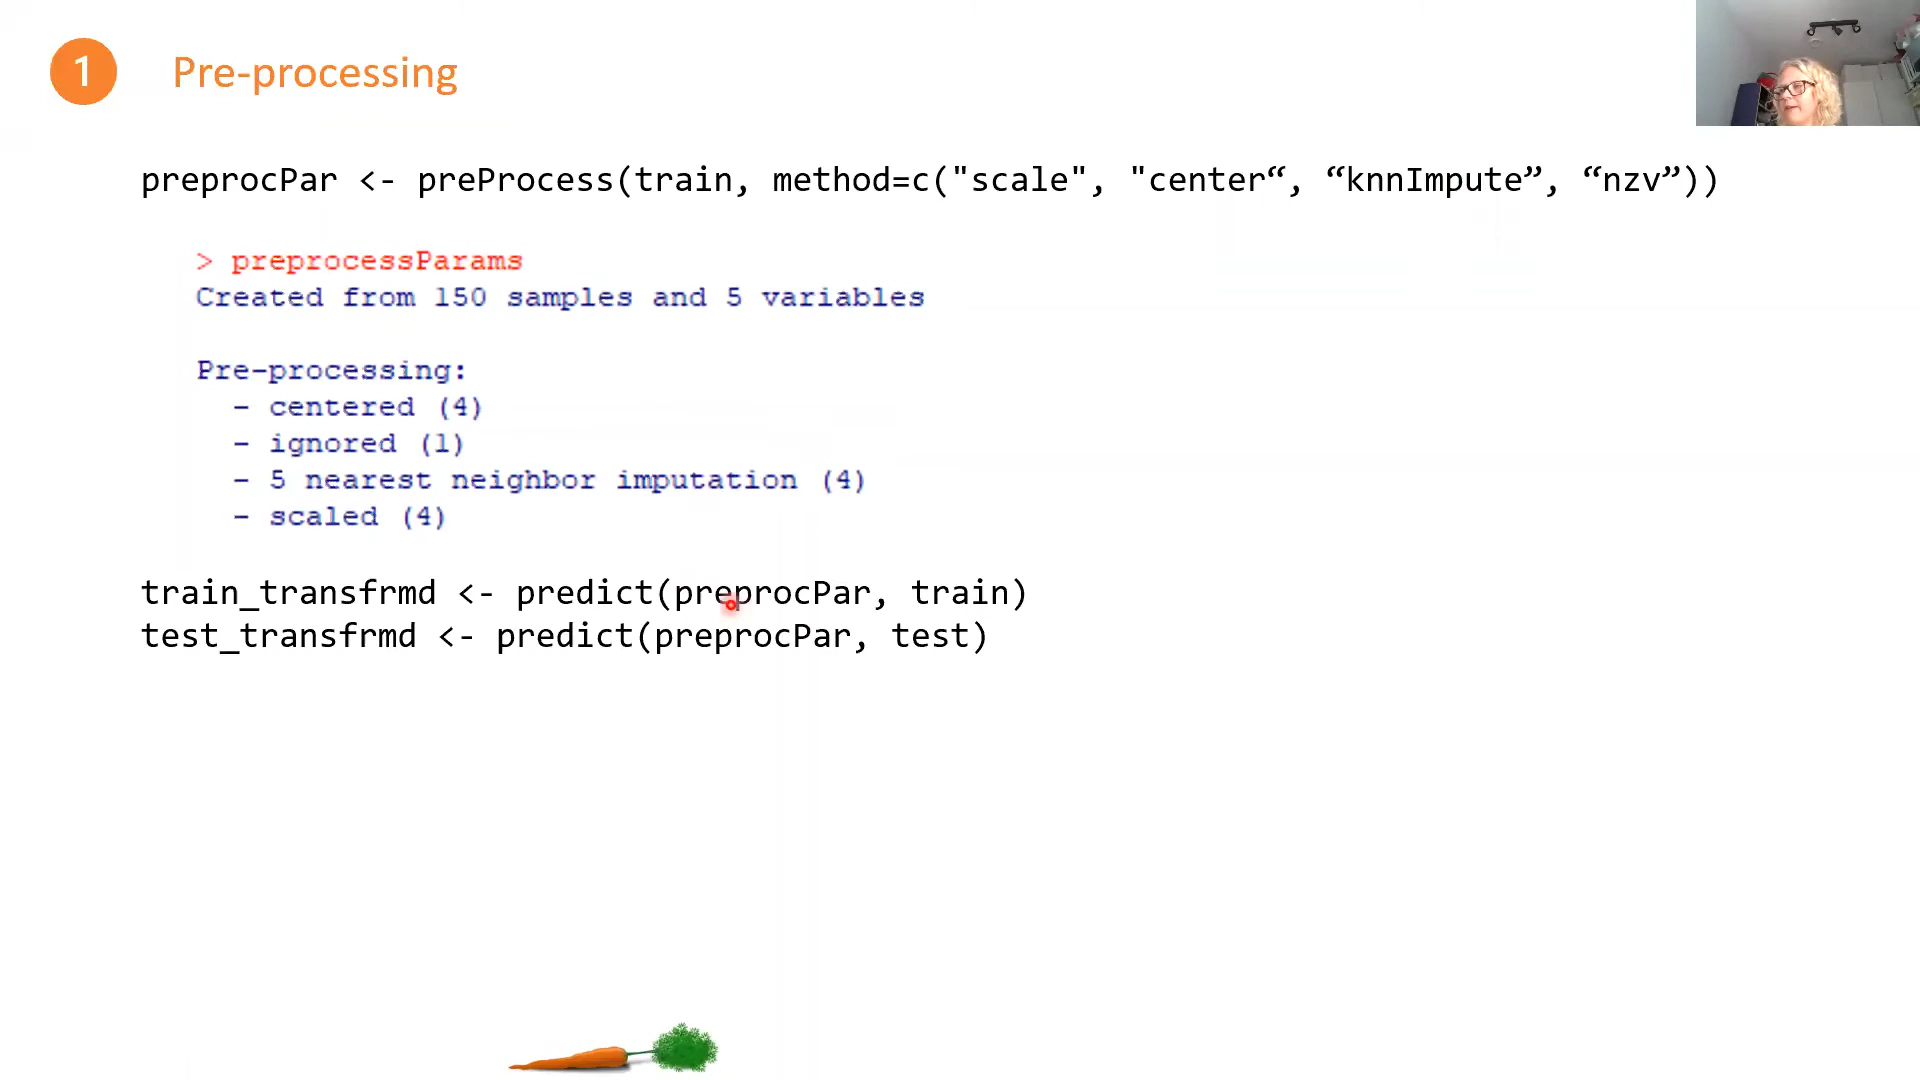 1 Pre-processing
preprocPar <- preProcess(train, method=c("scale", "center“, “knnImpute”, “nzv”))
> preprocessParams
Created from 150 samples and 5 variables
Pre-processing:
- centered (4)
- ignored (1)
- 5 nearest neighbor imputation (4)
- scaled (4)
train_transfrmd <- predict(preprocPar, train)
test_transfrmd <- predict(preprocPar, test)